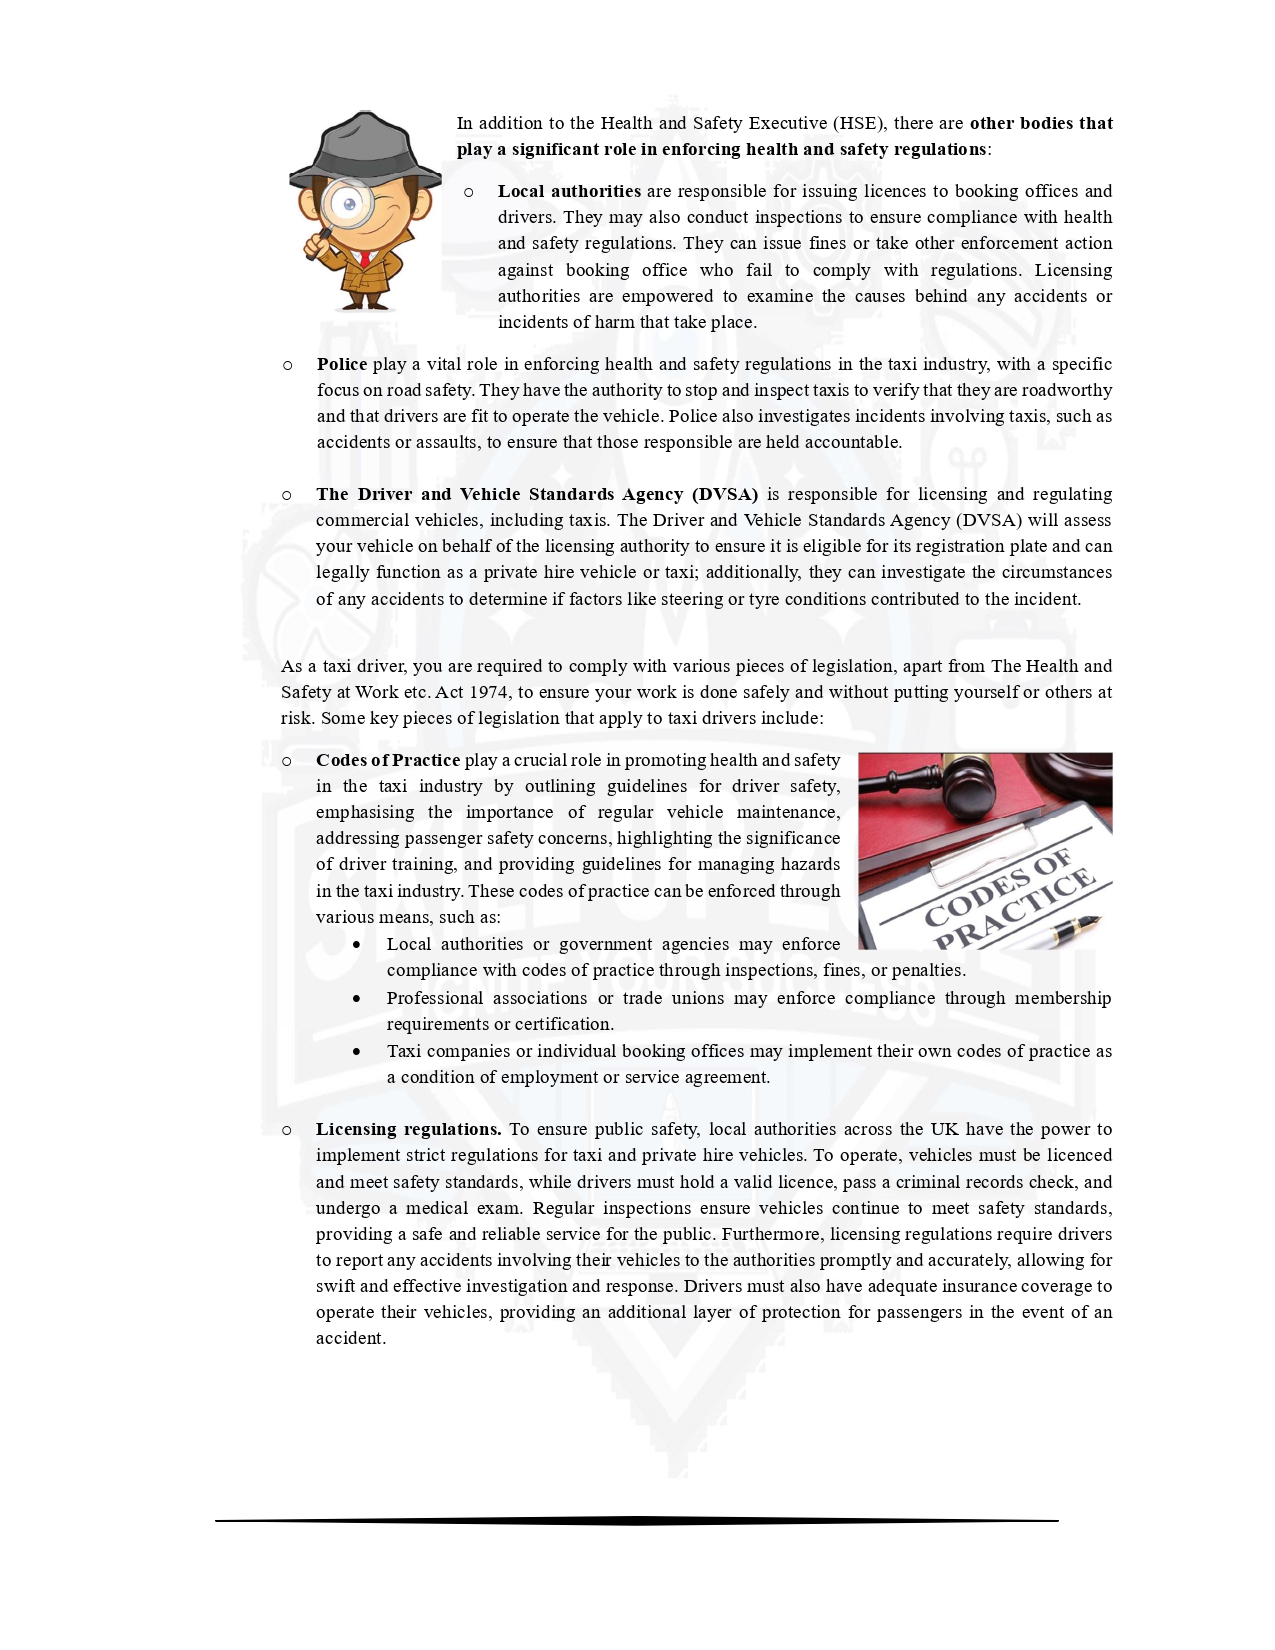 In addition to the Health and Safety Executive (HSE), there are other bodies that
play a significant role in enforcing health and safety regulations:
o Local authorities are responsible for issuing licences to booking offices and
drivers. They may also conduct inspections to ensure compliance with health
and safety regulations. They can issue fines or take other enforcement action
against booking office who fail to comply with regulations. Licensing
authorities are empowered to examine the causes behind any accidents or
incidents of harm that take place.
o Police play a vital role in enforcing health and safety regulations in the taxi industry, with a specific
focus on road safety. They have the authority to stop and inspect taxis to verify that they are roadworthy
and that drivers are fit to operate the vehicle. Police also investigates incidents involving taxis, such as
accidents or assaults, to ensure that those responsible are held accountable.
o The Driver and Vehicle Standards Agency (DVSA) is responsible for licensing and regulating
commercial vehicles, including taxis. The Driver and Vehicle Standards Agency (DVSA) will assess
your vehicle on behalf of the licensing authority to ensure it is eligible for its registration plate and can
legally function as a private hire vehicle or taxi; additionally, they can investigate the circumstances
of any accidents to determine if factors like steering or tyre conditions contributed to the incident.
As a taxi driver, you are required to comply with various pieces of legislation, apart from The Health and
Safety at Work etc. Act 1974, to ensure your work is done safely and without putting yourself or others at
risk. Some key pieces of legislation that apply to taxi drivers include:
o Codes of Practice play a crucial role in promoting health and safety
in the taxi industry by outlining guidelines for driver safety,
emphasising the importance of regular vehicle maintenance,
addressing passenger safety concerns, highlighting the significance
of driver training, and providing guidelines for managing hazards
in the taxi industry. These codes of practice can be enforced through
various means, such as:
CODES OF
PRACTICE
• Local authorities or government agencies may enforce
compliance with codes of practice through inspections, fines, or penalties.
• Professional associations or trade unions may enforce compliance through membership
requirements or certification.
• Taxi companies or individual booking offices may implement their own codes of practice as
a condition of employment or service agreement.
o Licensing regulations. To ensure public safety, local authorities across the UK have the power to
implement strict regulations for taxi and private hire vehicles. To operate, vehicles must be licenced
and meet safety standards, while drivers must hold a valid licence, pass a criminal records check, and
undergo a medical exam. Regular inspections ensure vehicles continue to meet safety standards,
providing a safe and reliable service for the public. Furthermore, licensing regulations require drivers
to report any accidents involving their vehicles to the authorities promptly and accurately, allowing for
swift and effective investigation and response. Drivers must also have adequate insurance coverage to
operate their vehicles, providing an additional layer of protection for passengers in the event of an
accident.